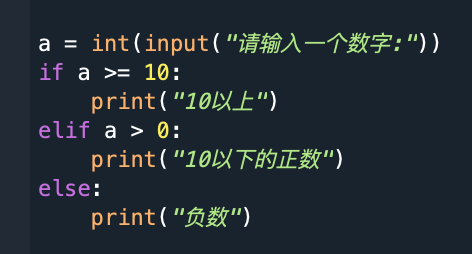 a = int(input("请输入一个数字:"))
if a >= 10:
    print("10以上")
elif a > 0:
    print("10以下的正数")
else:
    print("负数")